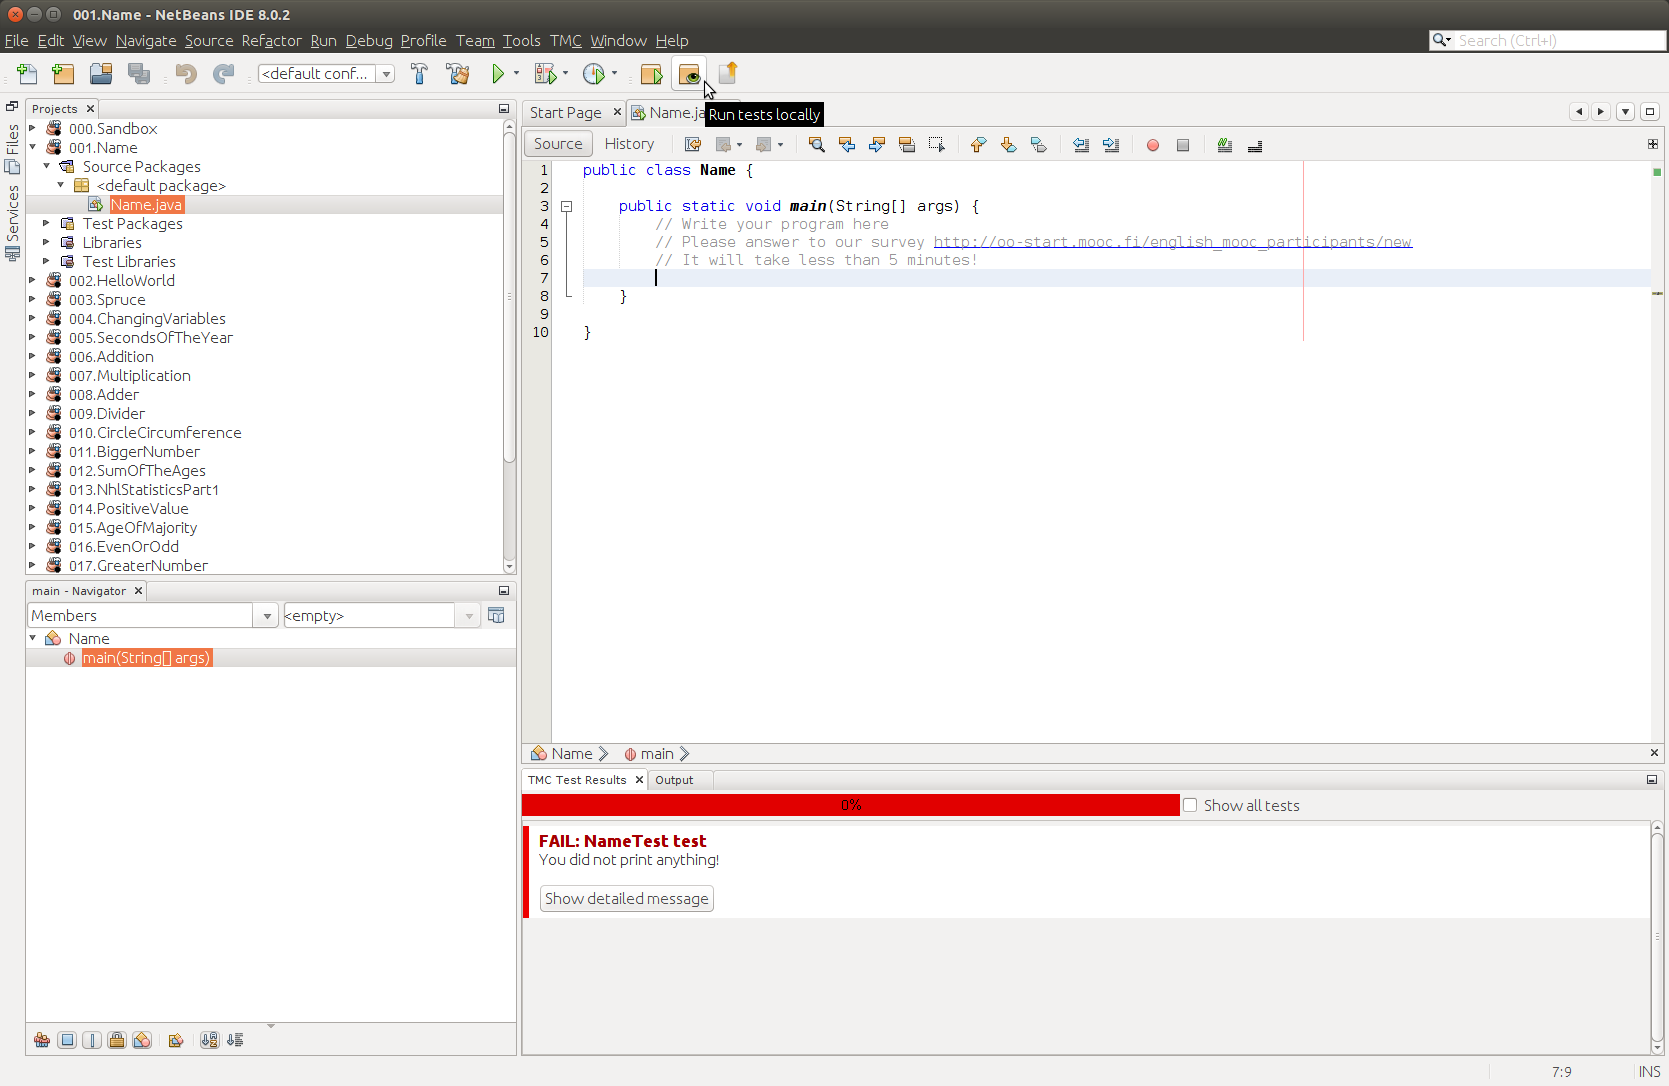 001.Name - NetBeans IDE 8.0.2
File Edit View Navigate Source Refactor Run Debug Profile Team Tools TMC Window Help
Search (Ctrl+I)
<default conf...
Run tests locally
Files
Services
Projects
000.Sandbox
001.Name
Source Packages
<default package>
Name.java
Test Packages
Libraries
Test Libraries
002.HelloWorld
003.Spruce
004.ChangingVariables
005.SecondsOfTheYear
006.Addition
007.Multiplication
008.Adder
009.Divider
010.CircleCircumference
011.BiggerNumber
012.SumOfTheAges
013.NhlStatisticsPart1
014.PositiveValue
015.AgeOfMajority
016.EvenOrOdd
017.GreaterNumber
main - Navigator
Members <empty>
Name
main(String[] args)
Start Page Name.ja
Source History
1 public class Name {
2
3 public static void main(String[] args) {
4 // Write your program here
5 // Please answer to our survey http://oo-start.mooc.fi/english_mooc_participants/new
6 // It will take less than 5 minutes!
7
8 }
9
10 }
Name main
TMC Test Results Output
0% Show all tests
FAIL: NameTest test
You did not print anything!
Show detailed message
7:9 INS